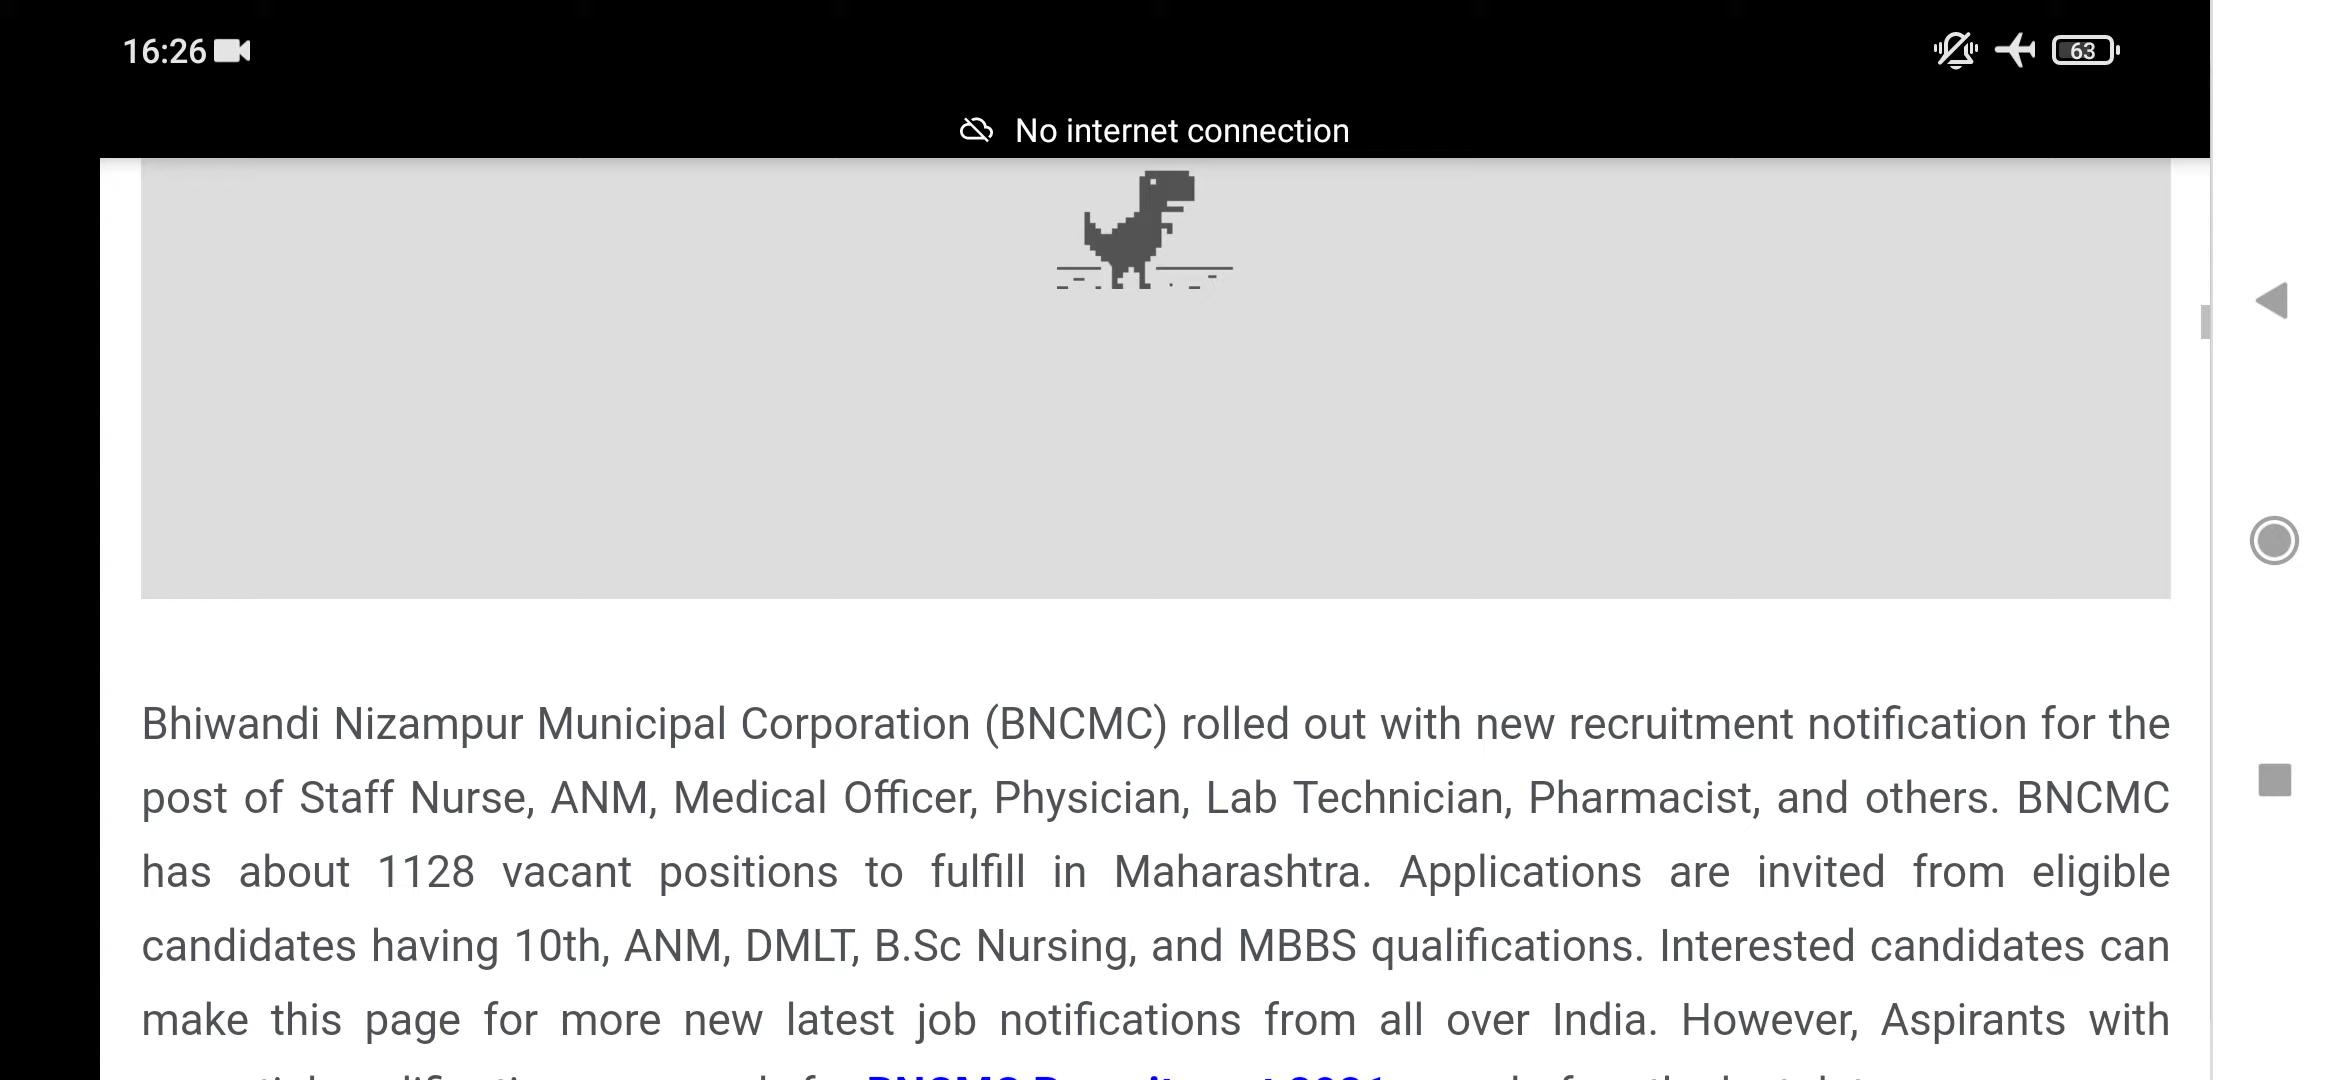 16:26
63
No internet connection
Bhiwandi Nizampur Municipal Corporation (BNCMC) rolled out with new recruitment notification for the
post of Staff Nurse, ANM, Medical Officer, Physician, Lab Technician, Pharmacist, and others. BNCMC
has about 1128 vacant positions to fulfill in Maharashtra. Applications are invited from eligible
candidates having 10th, ANM, DMLT, B.Sc Nursing, and MBBS qualifications. Interested candidates can
make this page for more new latest job notifications from all over India. However, Aspirants with
BNCMC Recruitment 2021